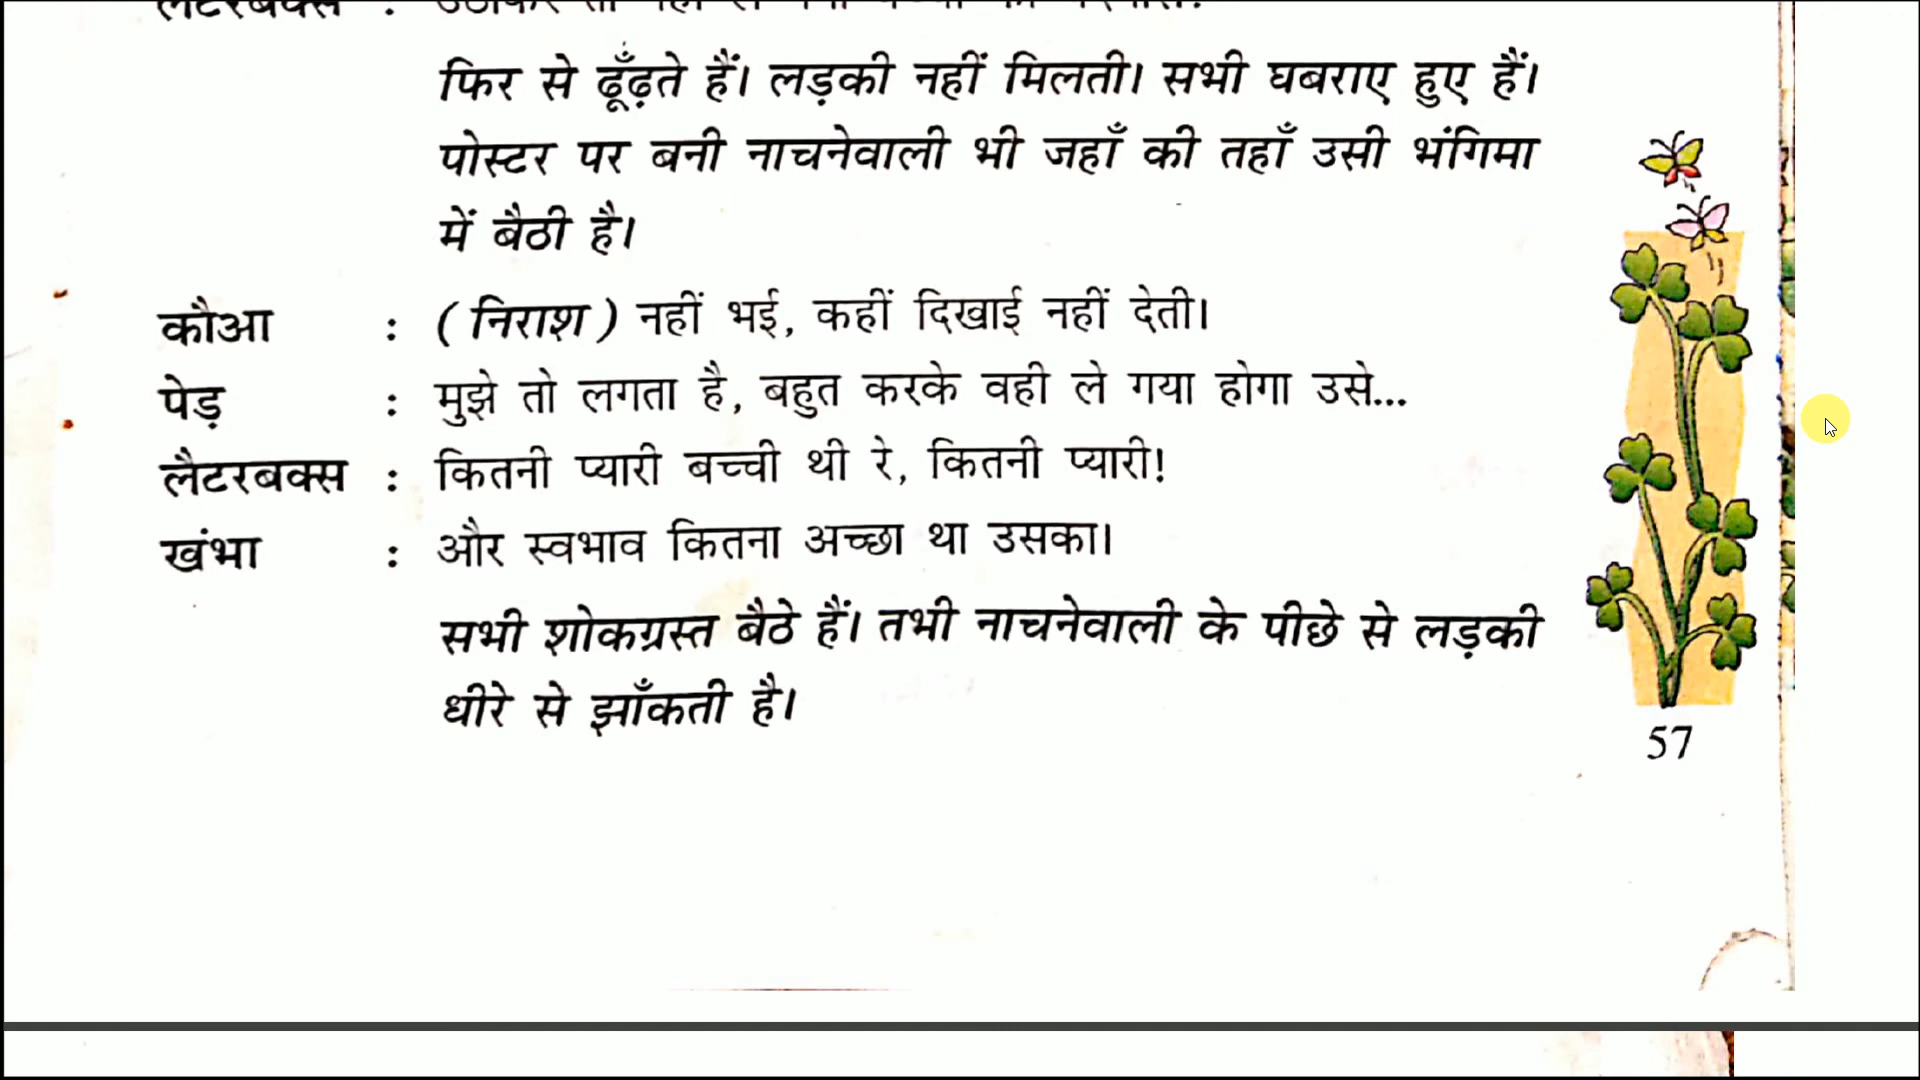 फिर से ढूँढ़ते हैं। लड़की नहीं मिलती। सभी घबराए हुए हैं।
पोस्टर पर बनी नाचनेवाली भी जहाँ की तहाँ उसी भंगिमा
में बैठी है।
कौआ : (निराश) नहीं भई, कहीं दिखाई नहीं देती।
पेड़ : मुझे तो लगता है, बहुत करके वही ले गया होगा उसे...
लैटरबक्स : कितनी प्यारी बच्ची थी रे, कितनी प्यारी!
खंभा : और स्वभाव कितना अच्छा था उसका।
सभी शोकग्रस्त बैठे हैं। तभी नाचनेवाली के पीछे से लड़की
धीरे से झाँकती है।
57